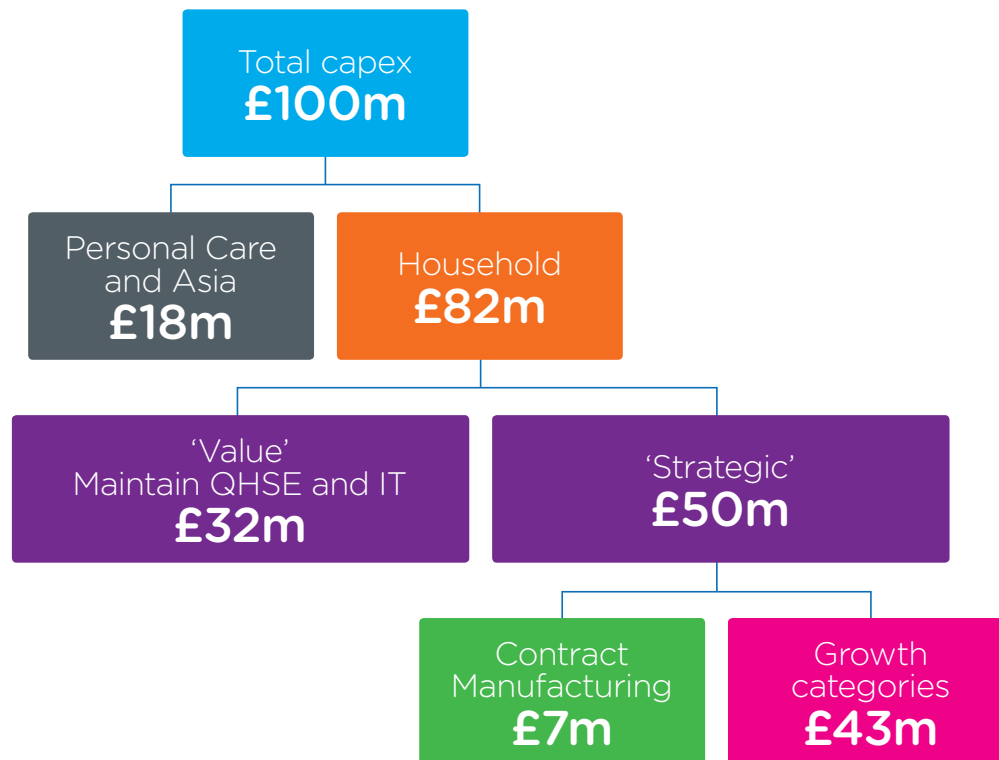 Total capex
£100m
Personal Care
and Asia
£18m
Household
£82m
‘Value’
Maintain QHSE and IT
£32m
‘Strategic’
£50m
Contract
Manufacturing
£7m
Growth
categories
£43m